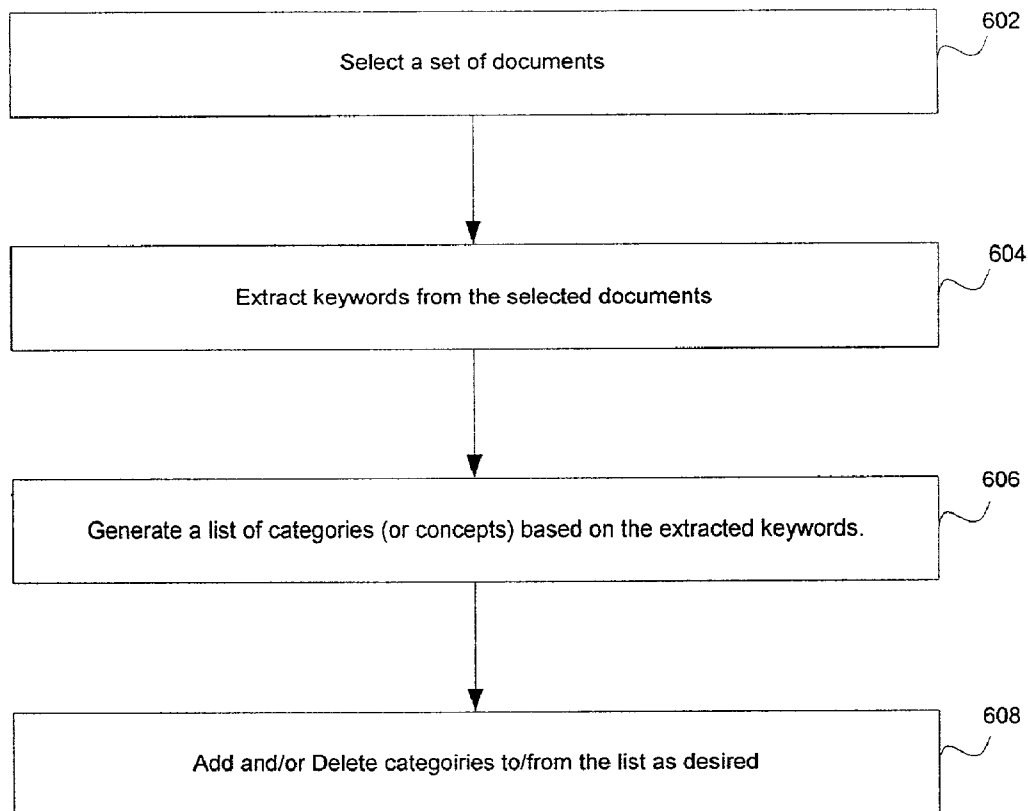 602
Select a set of documents
604
Extract keywords from the selected documents
606
Generate a list of categories (or concepts) based on the extracted keywords.
608
Add and/or Delete categoiries to/from the list as desired